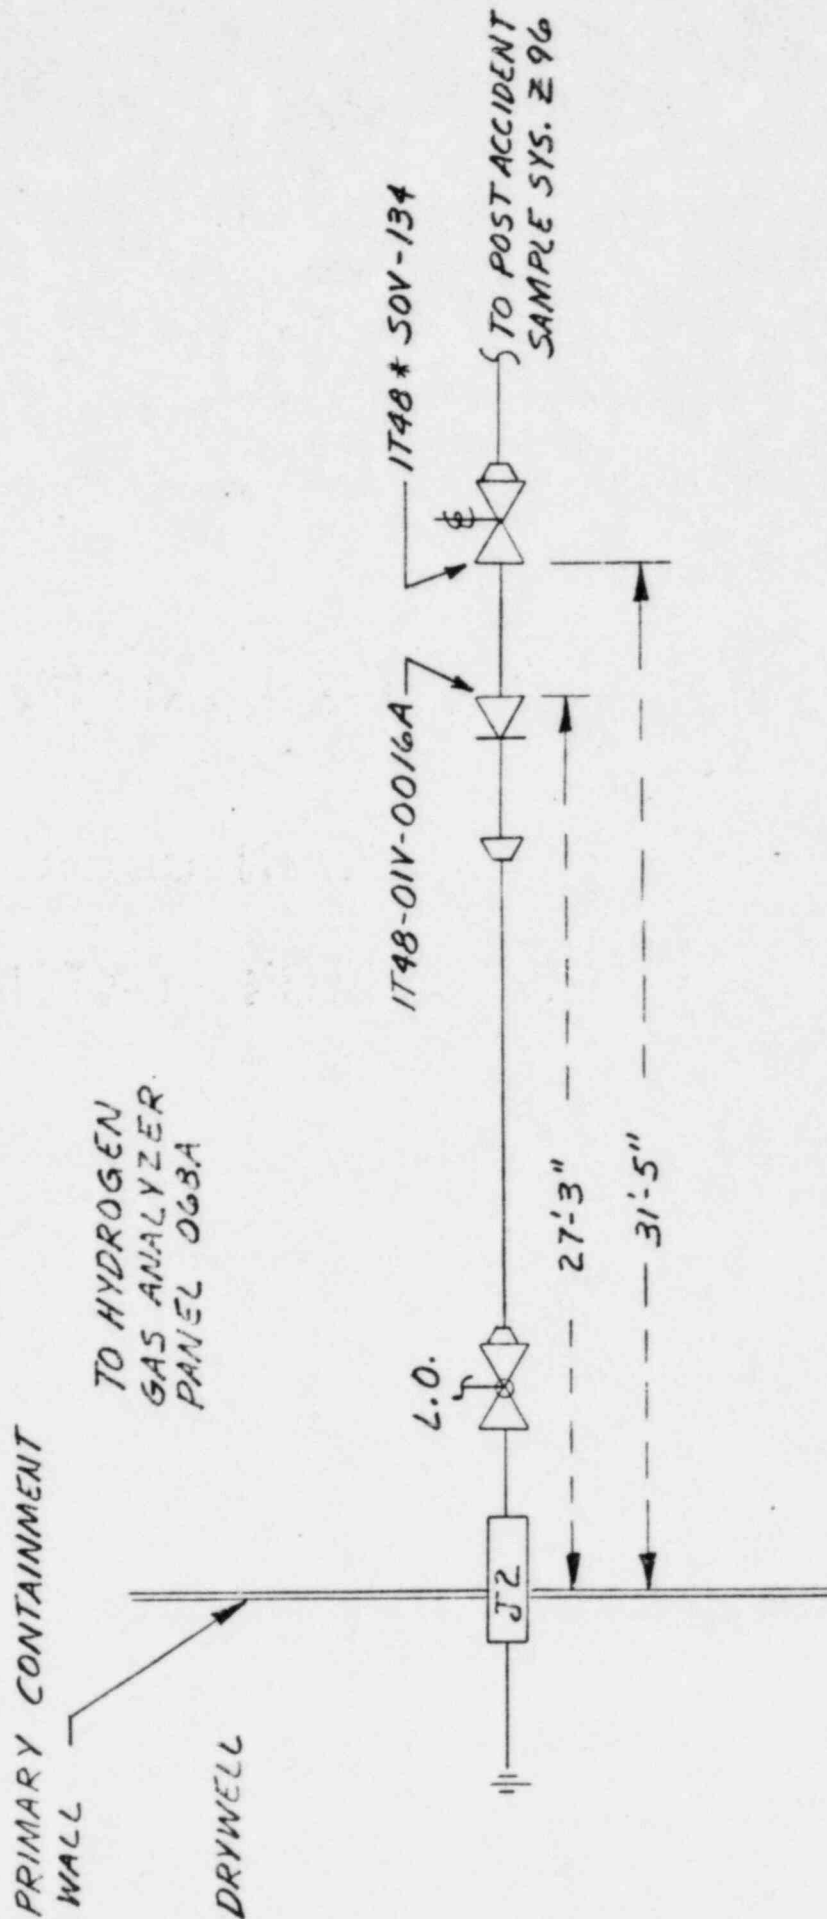 PRIMARY CONTAINMENT
WALL
DRYWELL
TO HYDROGEN
GAS ANALYZER
PANEL 063A
J2
L.O.
1T48-01V-0016A
1T48*SOV-134
TO POST ACCIDENT
SAMPLE SYS. Z96
27'-3"
31'-5"